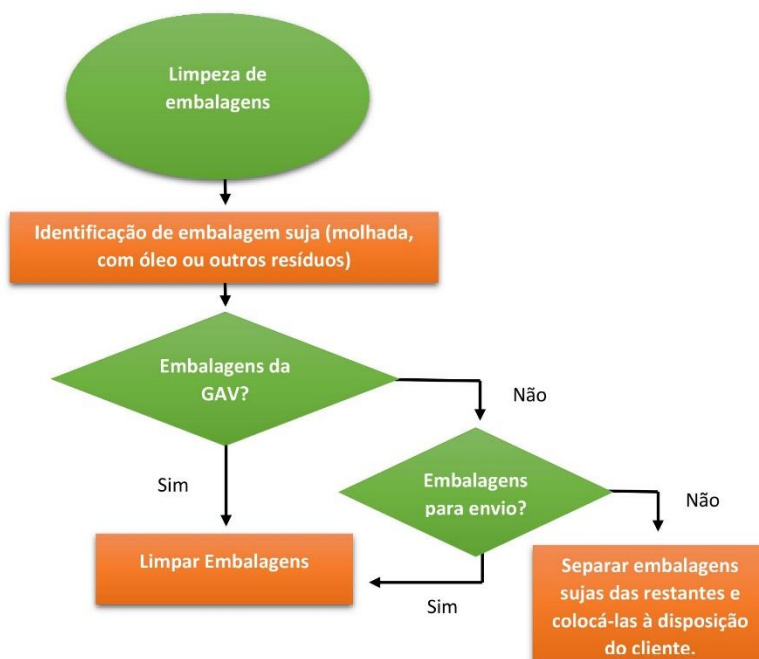 Limpeza de
embalagens
Identificação de embalagem suja (molhada,
com óleo ou outros resíduos)
Embalagens da
GAV?
Não
Sim
Embalagens
para envio?
Não
Limpar Embalagens
Sim
Separar embalagens
sujas das restantes e
colocá-las à disposição
do cliente.